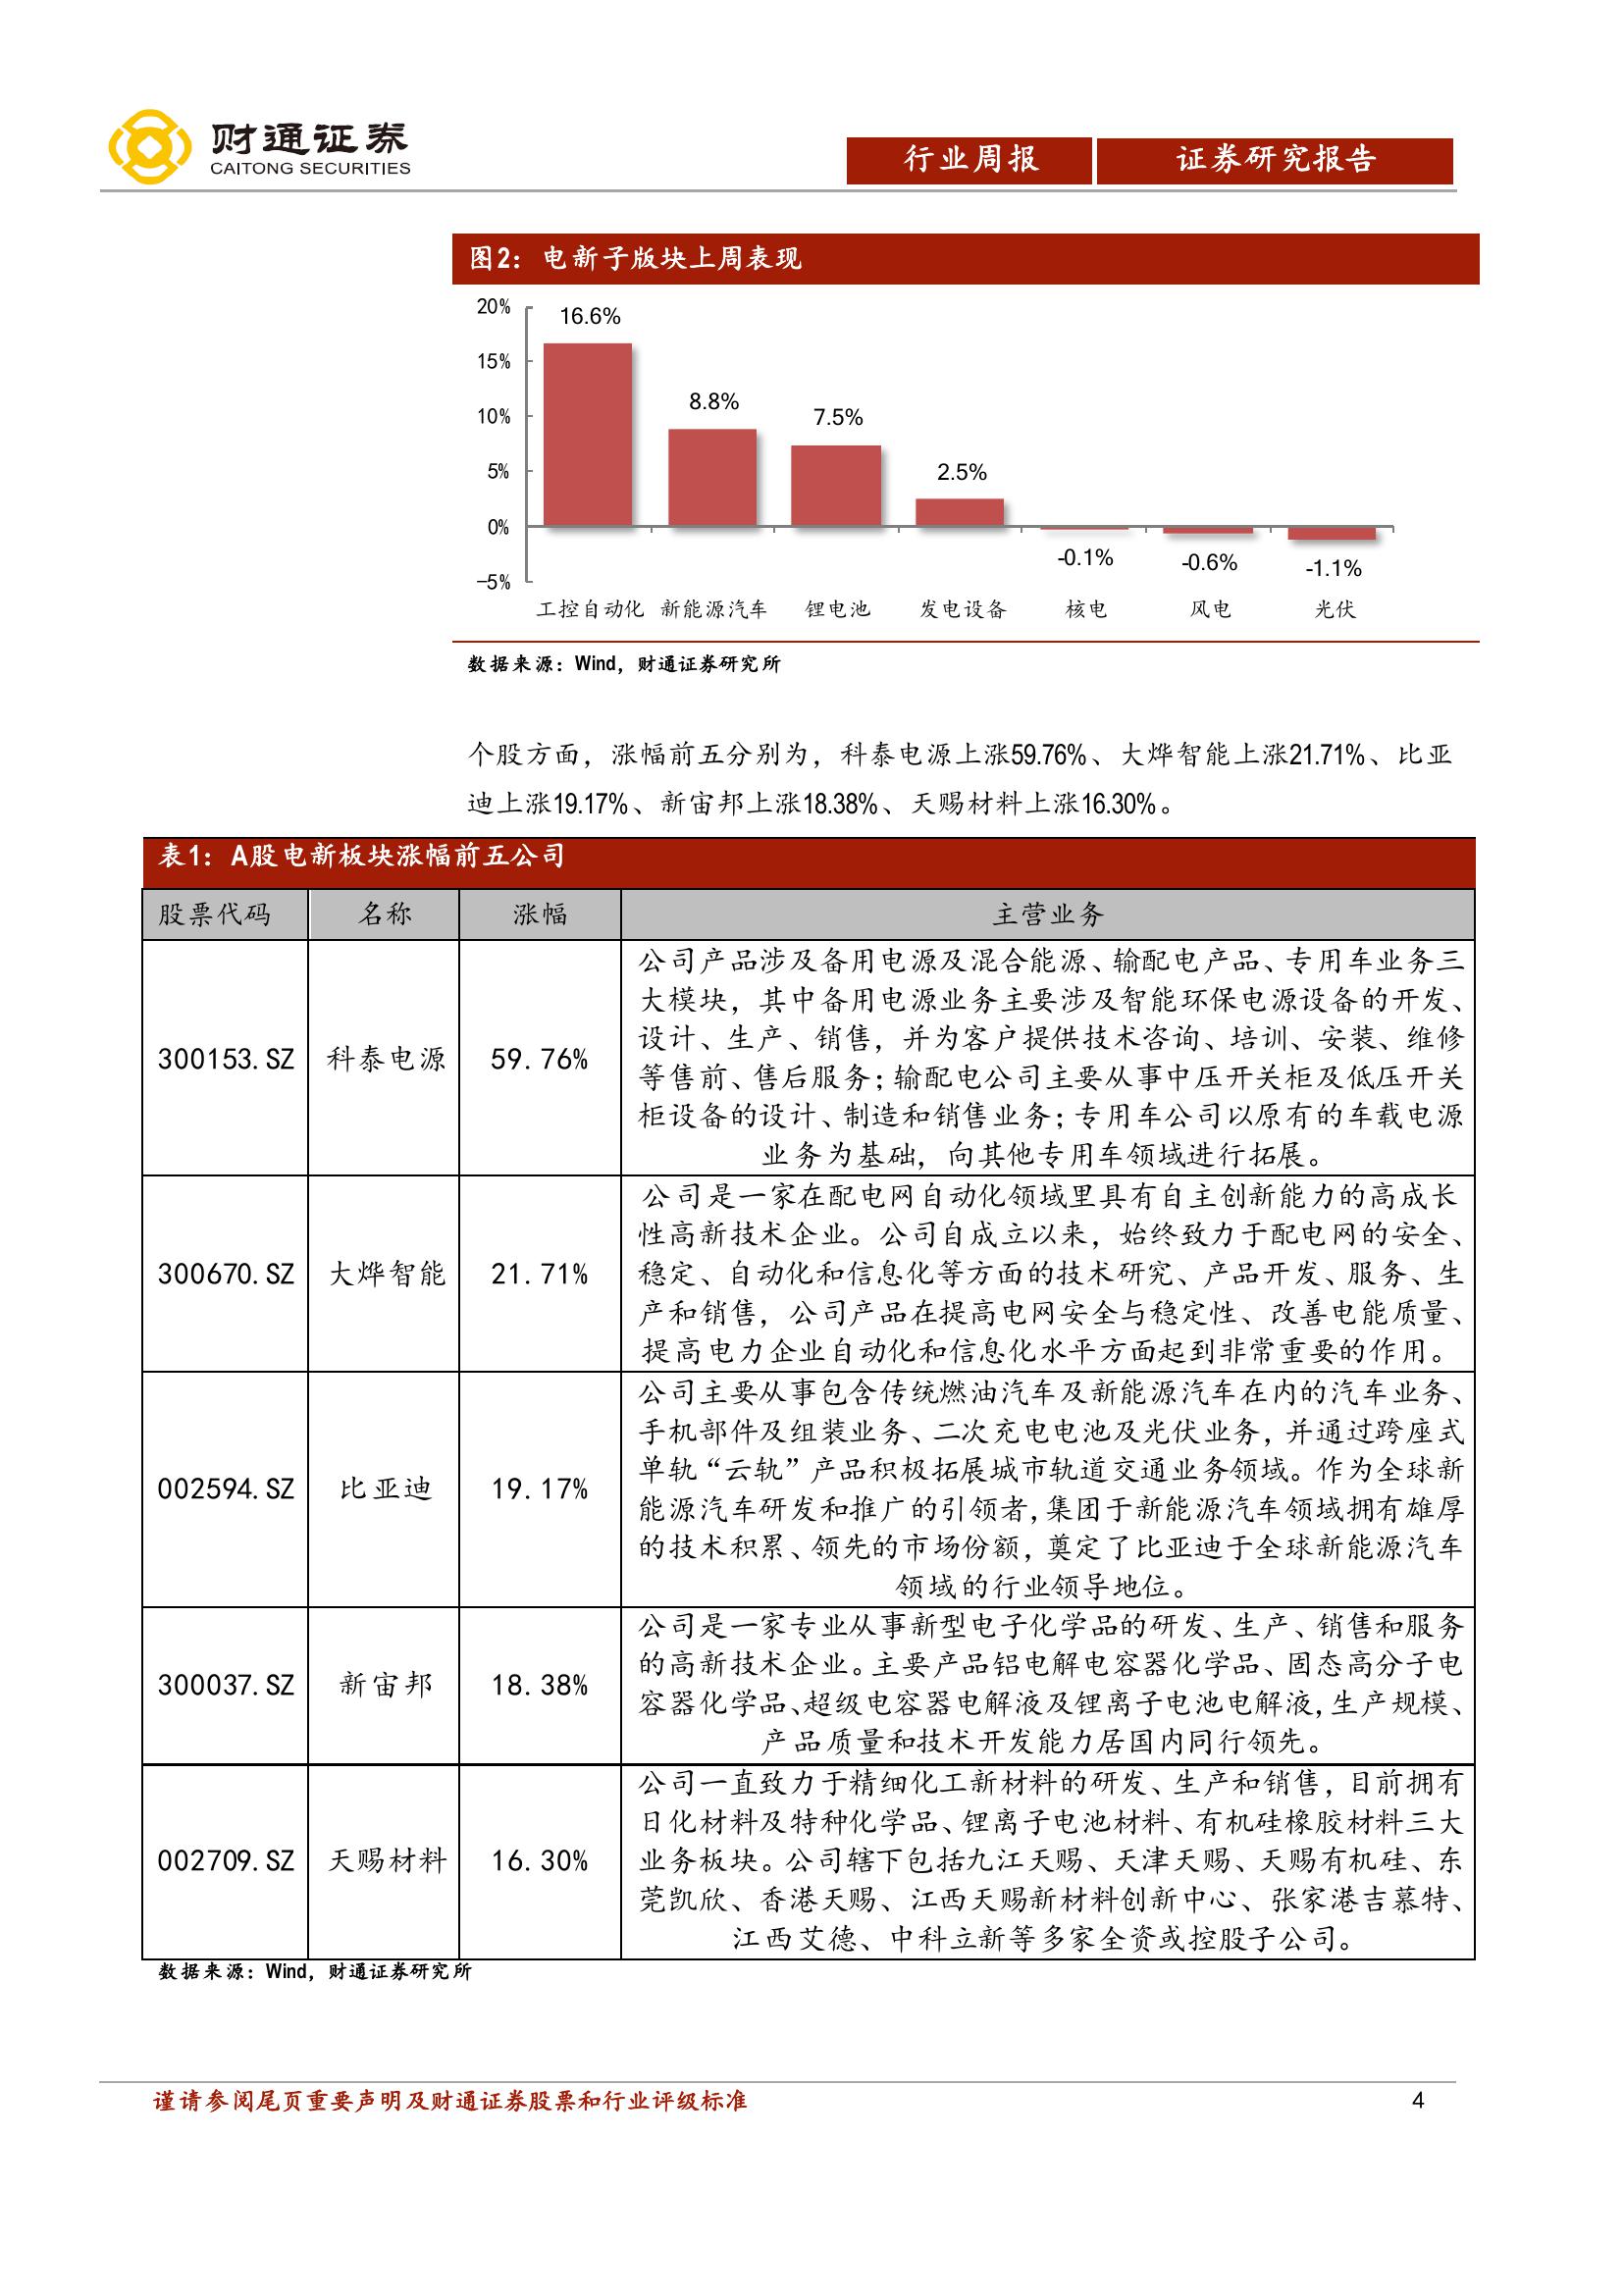 财通证券
CAITONG SECURITIES
行业周报 证券研究报告
图2：电新子版块上周表现
20%
15%
10%
5%
0%
-5%
16.6%
8.8%
7.5%
2.5%
-0.1%
-0.6%
-1.1%
工控自动化 新能源汽车 锂电池 发电设备 核电 风电 光伏
数据来源：Wind，财通证券研究所
个股方面，涨幅前五分别为，科泰电源上涨59.76%、大烨智能上涨21.71%、比亚
迪上涨19.17%、新宙邦上涨18.38%、天赐材料上涨16.30%。
表1：A股电新板块涨幅前五公司
股票代码 名称 涨幅 主营业务
300153.SZ 科泰电源 59.76%
公司产品涉及备用电源及混合能源、输配电产品、专用车业务三
大模块，其中备用电源业务主要涉及智能环保电源设备的开发、
设计、生产、销售，并为客户提供技术咨询、培训、安装、维修
等售前、售后服务；输配电公司主要从事中压开关柜及低压开关
柜设备的设计、制造和销售业务；专用车公司以原有的车载电源
业务为基础，向其他专用车领域进行拓展。
300670.SZ 大烨智能 21.71%
公司是一家在配电网自动化领域里具有自主创新能力的高成长
性高新技术企业。公司自成立以来，始终致力于配电网的安全、
稳定、自动化和信息化等方面的技术研究、产品开发、服务、生
产和销售，公司产品在提高电网安全与稳定性、改善电能质量、
提高电力企业自动化和信息化水平方面起到非常重要的作用。
002594.SZ 比亚迪 19.17%
公司主要从事包含传统燃油汽车及新能源汽车在内的汽车业务、
手机部件及组装业务、二次充电电池及光伏业务，并通过跨座式
单轨“云轨”产品积极拓展城市轨道交通业务领域。作为全球新
能源汽车研发和推广的引领者，集团于新能源汽车领域拥有雄厚
的技术积累、领先的市场份额，奠定了比亚迪于全球新能源汽车
领域的行业领导地位。
300037.SZ 新宙邦 18.38%
公司是一家专业从事新型电子化学品的研发、生产、销售和服务
的高新技术企业。主要产品铝电解电容器化学品、固态高分子电
容器化学品、超级电容器电解液及锂离子电池电解液，生产规模、
产品质量和技术开发能力居国内同行领先。
002709.SZ 天赐材料 16.30%
公司一直致力于精细化工新材料的研发、生产和销售，目前拥有
日化材料及特种化学品、锂离子电池材料、有机硅橡胶材料三大
业务板块。公司辖下包括九江天赐、天津天赐、天赐有机硅、东
莞凯欣、香港天赐、江西天赐新材料创新中心、张家港吉慕特、
江西艾德、中科立新等多家全资或控股子公司。
数据来源：Wind，财通证券研究所
谨请参阅尾页重要声明及财通证券股票和行业评级标准 4